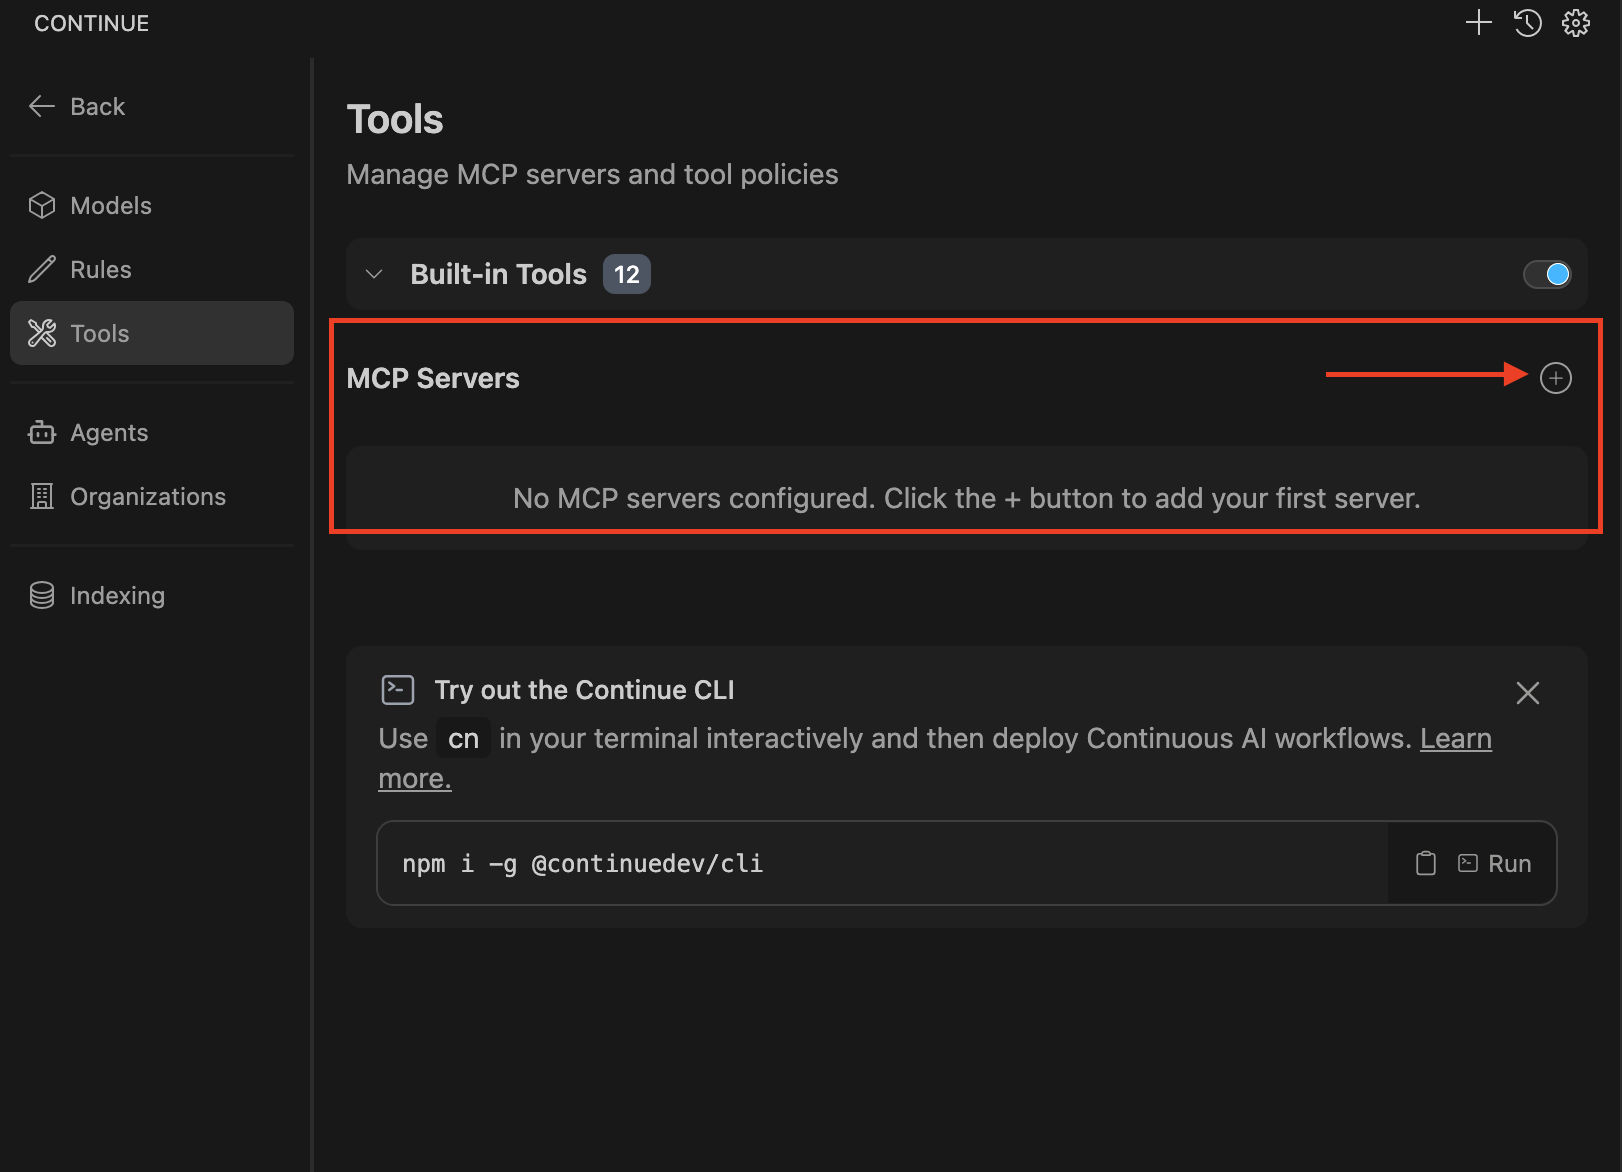 CONTINUE
Back
Models
Rules
Tools
Agents
Organizations
Indexing
Tools
Manage MCP servers and tool policies
Built-in Tools 12
MCP Servers
No MCP servers configured. Click the + button to add your first server.
Try out the Continue CLI
Use cn in your terminal interactively and then deploy Continuous AI workflows. Learn
more.
npm i -g @continuedev/cli
Run